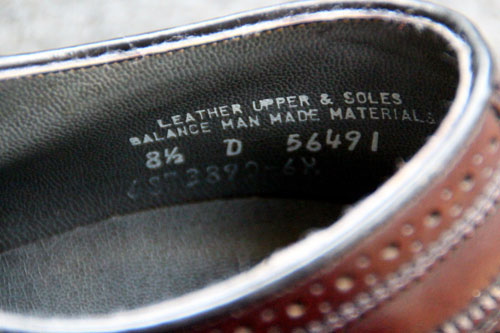 LEATHER UPPER & SOLES
BALANCE MAN MADE MATERIALS
8½ D 56491